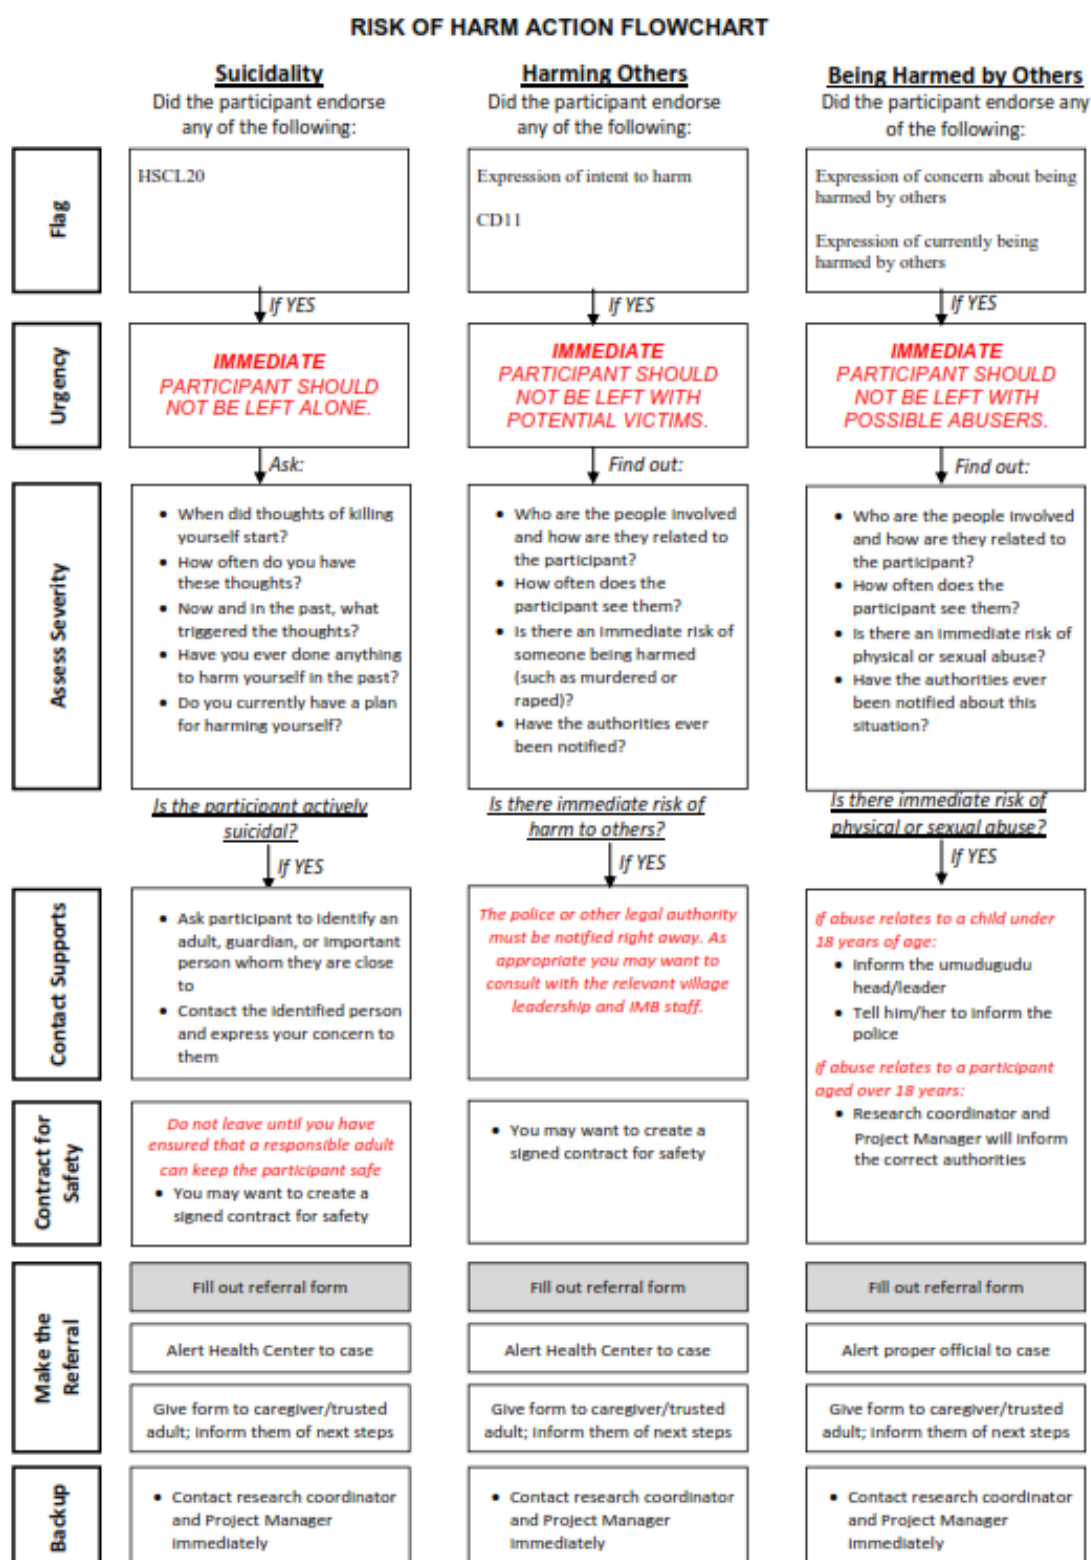 RISK OF HARM ACTION FLOWCHART
Suicidality
Did the participant endorse
any of the following:
Harming Others
Did the participant endorse
any of the following:
Being Harmed by Others
Did the participant endorse any
of the following:
Flag
HSCL20
Expression of intent to harm
CD11
Expression of concern about being
harmed by others
Expression of currently being
harmed by others
If YES
If YES
If YES
Urgency
IMMEDIATE
PARTICIPANT SHOULD
NOT BE LEFT ALONE.
IMMEDIATE
PARTICIPANT SHOULD
NOT BE LEFT WITH
POTENTIAL VICTIMS.
IMMEDIATE
PARTICIPANT SHOULD
NOT BE LEFT WITH
POSSIBLE ABUSERS.
Ask:
Find out:
Find out:
Assess Severity
• When did thoughts of killing
yourself start?
• How often do you have
these thoughts?
• Now and in the past, what
triggered the thoughts?
• Have you ever done anything
to harm yourself in the past?
• Do you currently have a plan
for harming yourself?
• Who are the people involved
and how are they related to
the participant?
• How often does the
participant see them?
• Is there an immediate risk of
someone being harmed
(such as murdered or
raped)?
• Have the authorities ever
been notified?
• Who are the people involved
and how are they related to
the participant?
• How often does the
participant see them?
• Is there an immediate risk of
physical or sexual abuse?
• Have the authorities ever
been notified about this
situation?
Is the participant actively
suicidal?
Is there immediate risk of
harm to others?
Is there immediate risk of
physical or sexual abuse?
If YES
If YES
If YES
Contact Supports
• Ask participant to identify an
adult, guardian, or important
person whom they are close
to
• Contact the identified person
and express your concern to
them
The police or other legal authority
must be notified right away. As
appropriate you may want to
consult with the relevant village
leadership and IMB staff.
If abuse relates to a child under
18 years of age:
• Inform the umudugudu
head/leader
• Tell him/her to inform the
police
If abuse relates to a participant
aged over 18 years:
• Research coordinator and
Project Manager will inform
the correct authorities
Contract for
Safety
Do not leave until you have
ensured that a responsible adult
can keep the participant safe
• You may want to create a
signed contract for safety
• You may want to create a
signed contract for safety
Make the
Referral
Fill out referral form
Fill out referral form
Fill out referral form
Alert Health Center to case
Alert Health Center to case
Alert proper official to case
Give form to caregiver/trusted
adult; inform them of next steps
Give form to caregiver/trusted
adult; inform them of next steps
Give form to caregiver/trusted
adult; inform them of next steps
Backup
• Contact research coordinator
and Project Manager
immediately
• Contact research coordinator
and Project Manager
immediately
• Contact research coordinator
and Project Manager
immediately